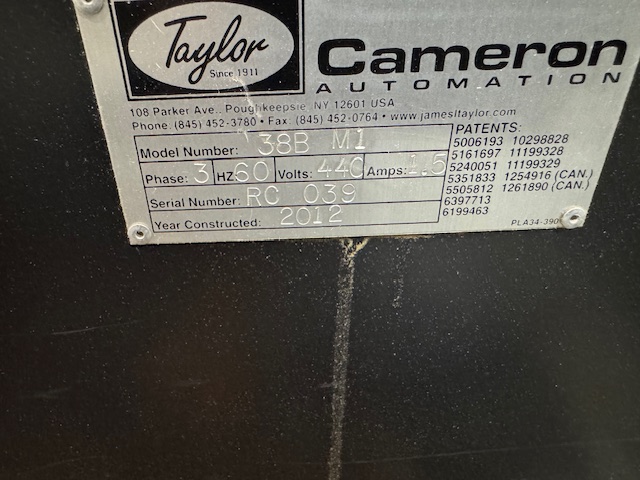 Taylor
Since 1911
Cameron
AUTOMATION
108 Parker Ave., Poughkeepsie, NY 12601 USA
Phone. (845) 452-3780 • Fax: (845) 452-0764 • www.jamesltaylor.com
Model Number: 38B M1
Phase: 3 HZ 60 Volts: 440 Amps: 1.5
Serial Number: RC 039
Year Constructed: 2012
PATENTS:
5006193 10298828
5161697 11199328
5240051 11199329
5351833 1254916 (CAN.)
5505812 1261890 (CAN.)
6397713
6199463
PLA34-390